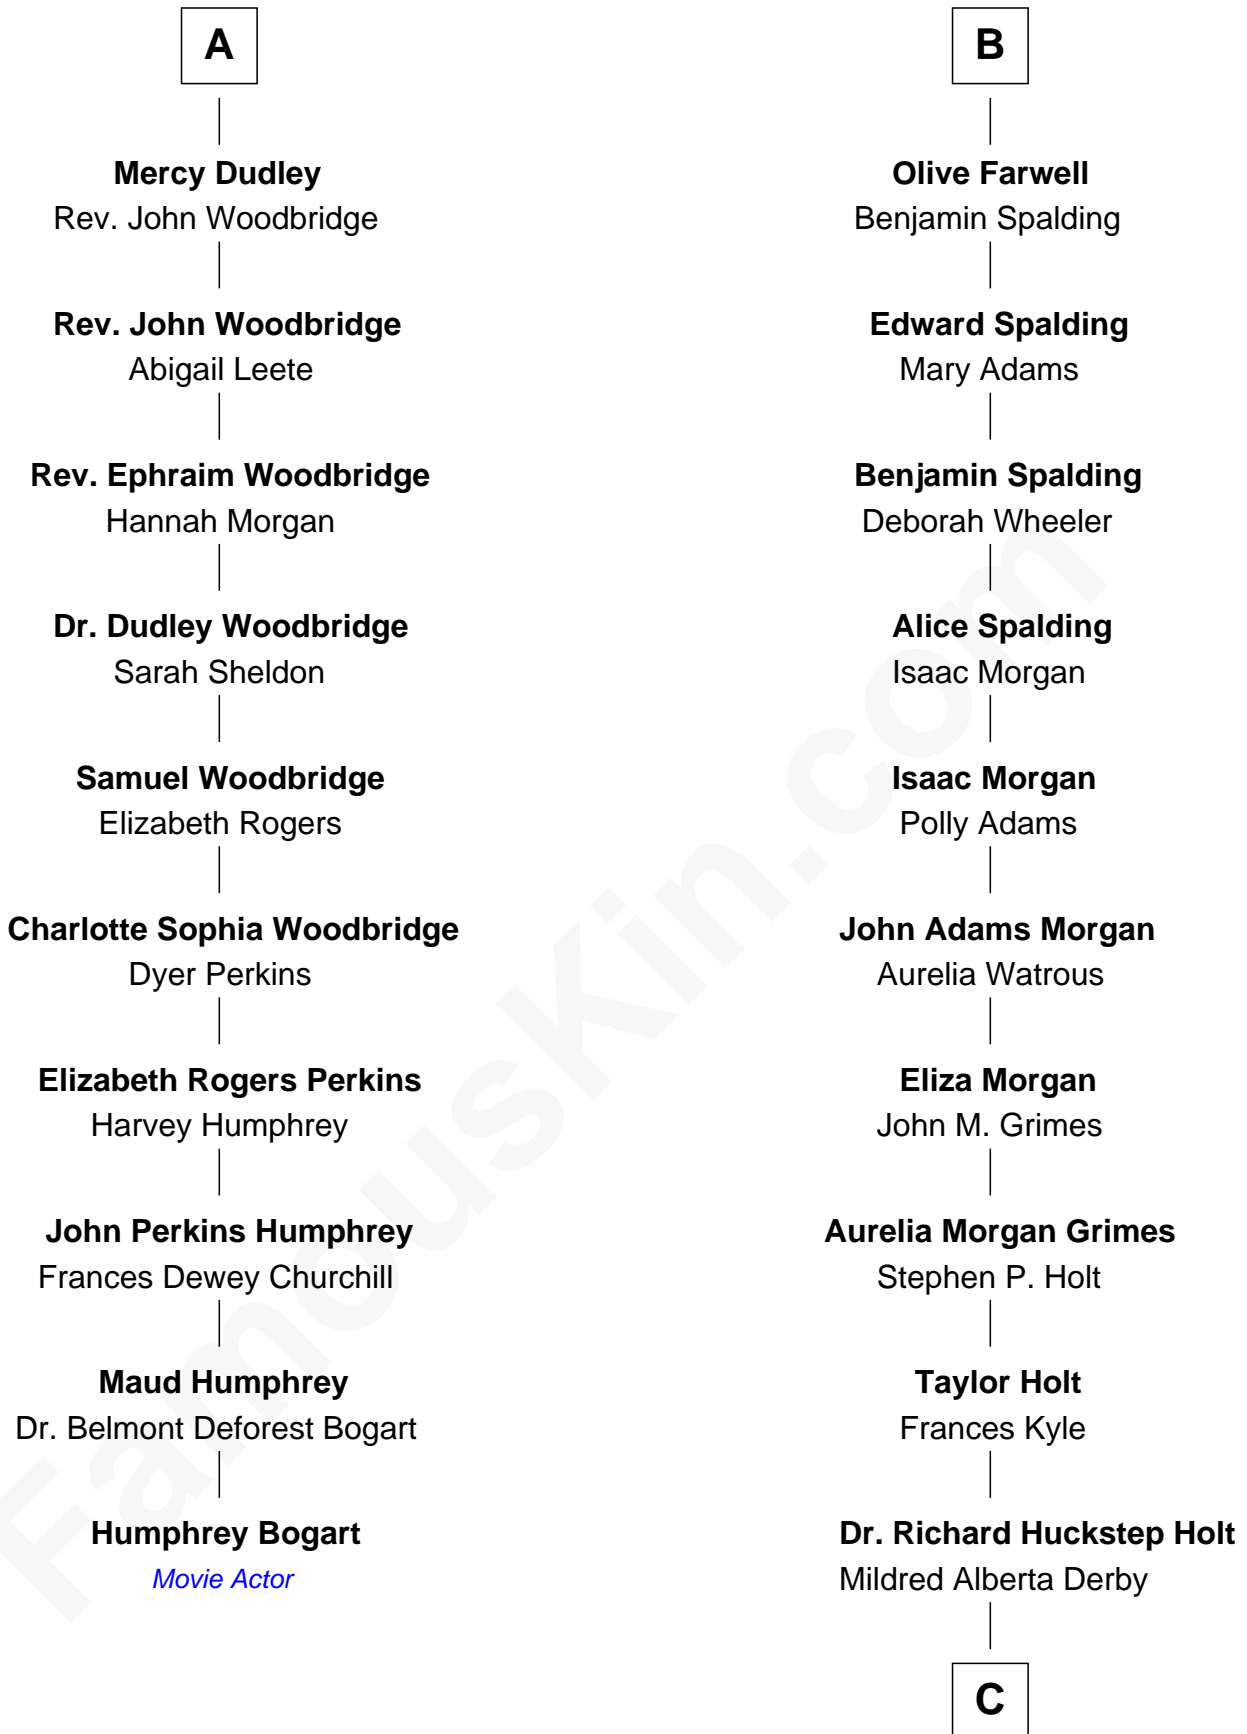 A
Mercy Dudley
Rev. John Woodbridge
Rev. John Woodbridge
Abigail Leete
Rev. Ephraim Woodbridge
Hannah Morgan
Dr. Dudley Woodbridge
Sarah Sheldon
Samuel Woodbridge
Elizabeth Rogers
Charlotte Sophia Woodbridge
Dyer Perkins
Elizabeth Rogers Perkins
Harvey Humphrey
John Perkins Humphrey
Frances Dewey Churchill
Maud Humphrey
Dr. Belmont Deforest Bogart
Humphrey Bogart
Movie Actor
B
Olive Farwell
Benjamin Spalding
Edward Spalding
Mary Adams
Benjamin Spalding
Deborah Wheeler
Alice Spalding
Isaac Morgan
Isaac Morgan
Polly Adams
John Adams Morgan
Aurelia Watrous
Eliza Morgan
John M. Grimes
Aurelia Morgan Grimes
Stephen P. Holt
Taylor Holt
Frances Kyle
Dr. Richard Huckstep Holt
Mildred Alberta Derby
C
FamousKin.com